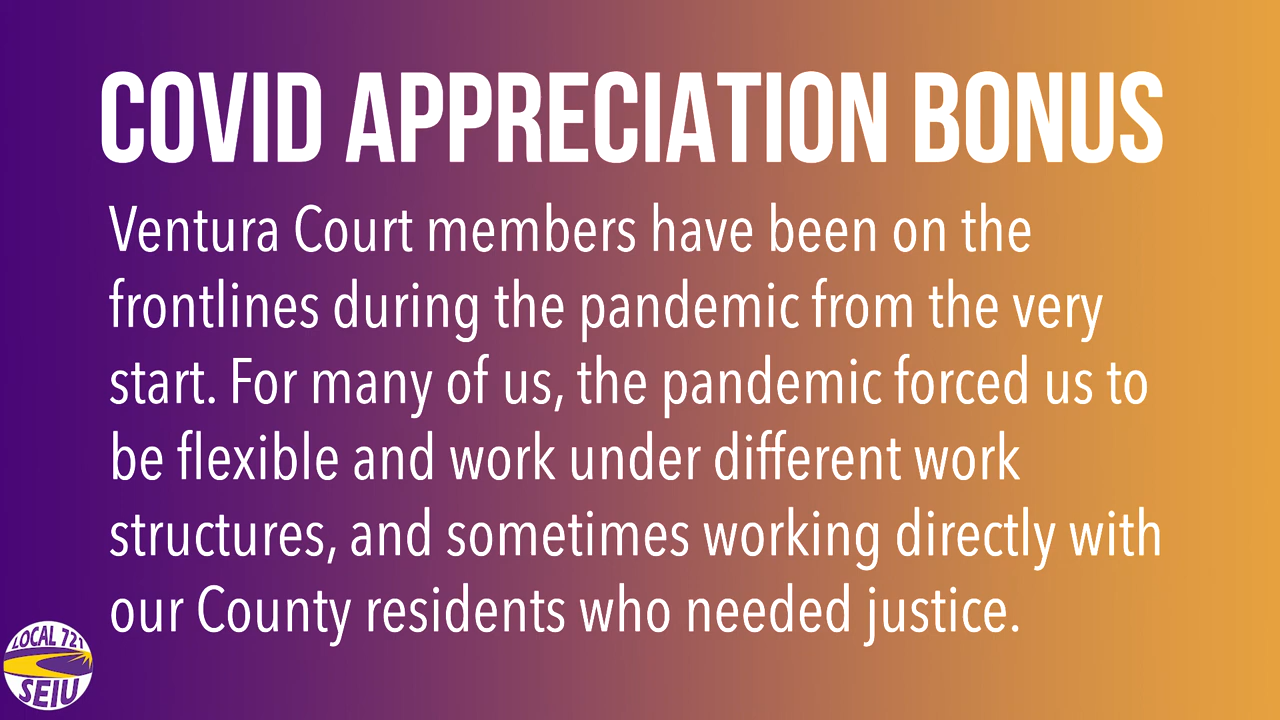 COVID APPRECIATION BONUS
Ventura Court members have been on the
frontlines during the pandemic from the very
start. For many of us, the pandemic forced us to
be flexible and work under different work
structures, and sometimes working directly with
our County residents who needed justice.
LOCAL 721
SEIU